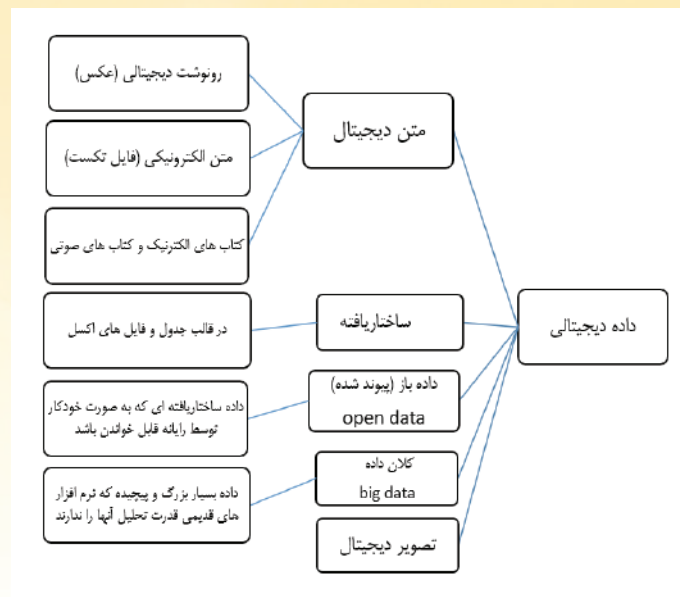 داده دیجیتالی
متن دیجیتال
رونوشت دیجیتالی (عکس)
متن الکترونیکی (فایل تکست)
کتاب های الکترنیک و کتاب های صوتی
ساختاریافته
در قالب جدول و فایل های اکسل
داده باز (پیوند شده)
open data
داده ساختاریافته ای که به صورت خودکار
توسط رایانه قابل خواندن باشد
کلان داده
big data
داده بسیار بزرگ و پیچیده که نرم افزار
های قدیمی قدرت تحلیل آنها را ندارند
تصویر دیجیتال